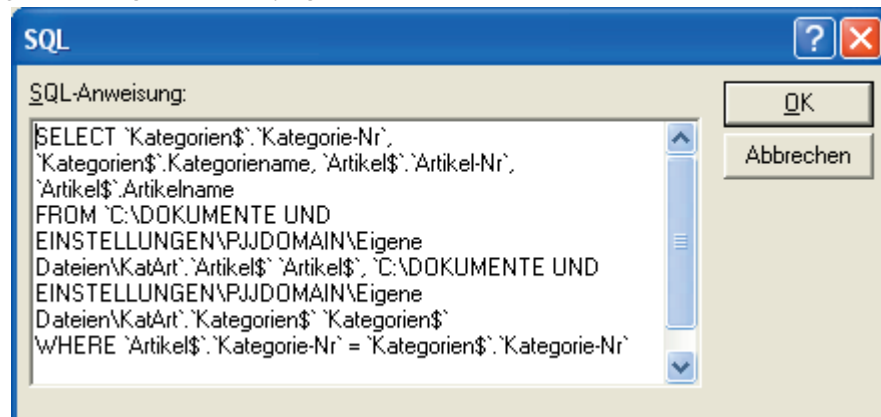 SQL
SQL-Anweisung:
OK
SELECT `Kategorien$`.`Kategorie-Nr`,
Abbrechen
`Kategorien$`.Kategoriename, `Artikel$`.`Artikel-Nr`,
`Artikel$`.Artikelname
FROM `C:\DOKUMENTE UND
EINSTELLUNGEN\PJJDOMAIN\Eigene
Dateien\KatArt`.`Artikel$` `Artikel$`, `C:\DOKUMENTE UND
EINSTELLUNGEN\PJJDOMAIN\Eigene
Dateien\KatArt`.`Kategorien$` `Kategorien$`
WHERE `Artikel$`.`Kategorie-Nr` = `Kategorien$`.`Kategorie-Nr`